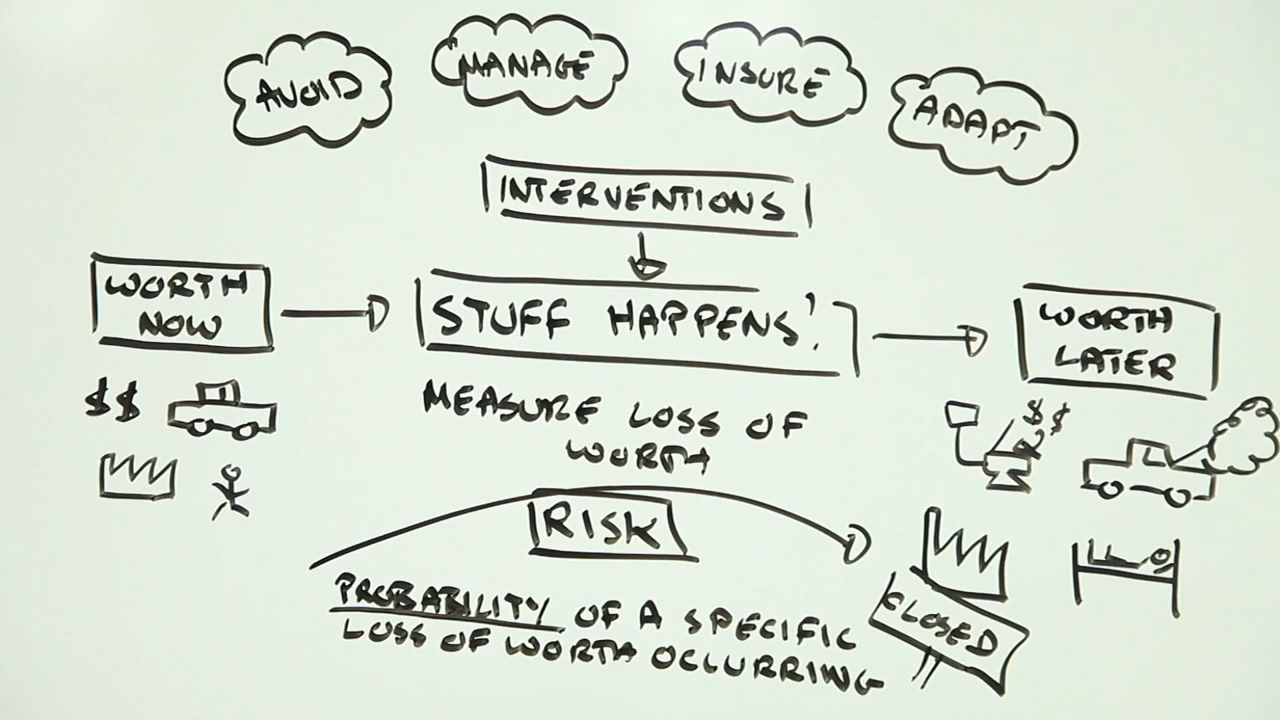 AVOID
MANAGE
INSURE
ADAPT
INTERVENTIONS
WORTH
NOW
STUFF HAPPENS!
WORTH
LATER
$$
$$
MEASURE LOSS OF
WORTH
RISK
PROBABILITY OF A SPECIFIC
LOSS OF WORTH OCCURRING
CLOSED